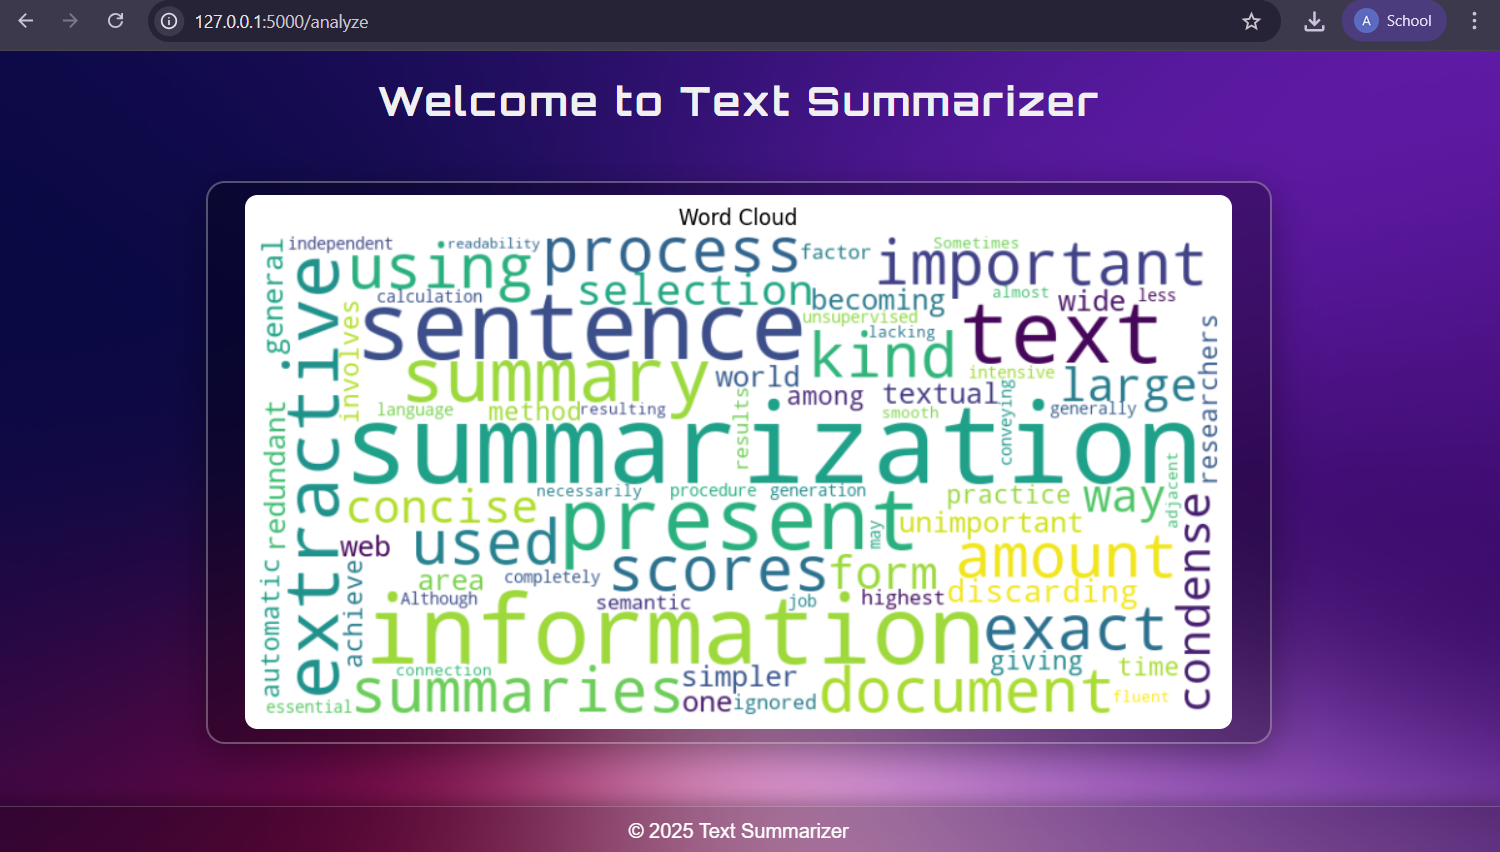 127.0.0.1:5000/analyze
A School
Welcome to Text Summarizer
Word Cloud
independent
readability
process
factor
Sometimes
important
using
general
extractive
calculation
selection
becoming
almost
wide
less
sentence
unsupervised
lacking
text
involves
kind
summary
world
intensive
large
researchers
among
textual
language
method
resulting
results
smooth
conveying
generally
summarization
redundant
necessarily
procedure
generation
practice
way
adjacent
concise
present
may
unimportant
condense
web
used
scores
form
amount
automatic
achieve
area
completely
discarding
Although
semantic
job
highest
information
exact
giving
time
connection
simpler
essential
summaries
one
ignored
document
fluent
© 2025 Text Summarizer